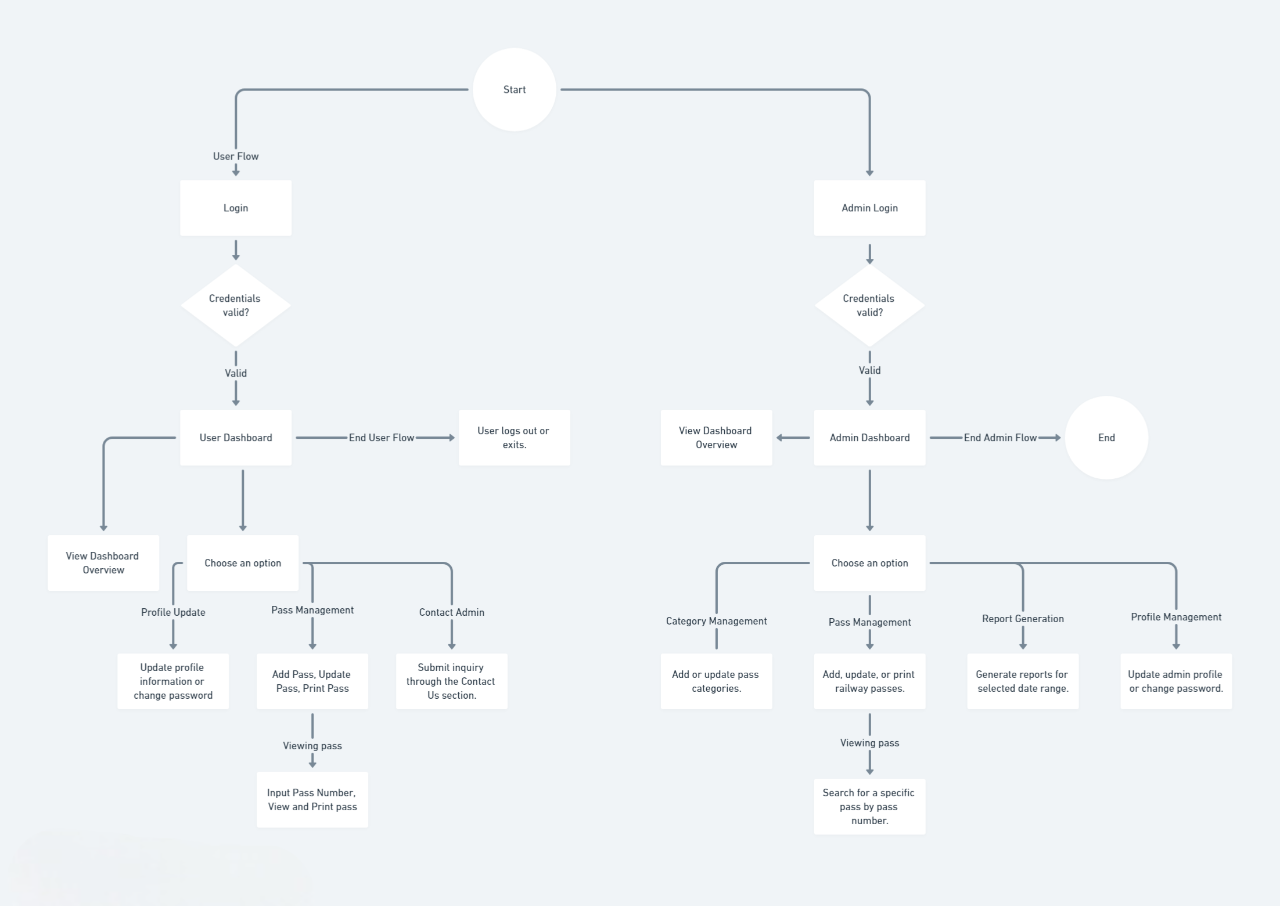 Start
User Flow
Login
Admin Login
Credentials
valid?
Credentials
valid?
Valid
Valid
User Dashboard
End User Flow
User logs out or
exits.
View Dashboard
Overview
Admin Dashboard
End Admin Flow
End
View Dashboard
Overview
Choose an option
Choose an option
Profile Update
Pass Management
Contact Admin
Category Management
Pass Management
Report Generation
Profile Management
Update profile
information or
change password
Add Pass, Update
Pass, Print Pass
Submit inquiry
through the Contact
Us section.
Add or update pass
categories.
Add, update, or print
railway passes.
Generate reports for
selected date range.
Update admin profile
or change password.
Viewing pass
Viewing pass
Input Pass Number,
View and Print pass
Search for a specific
pass by pass
number.